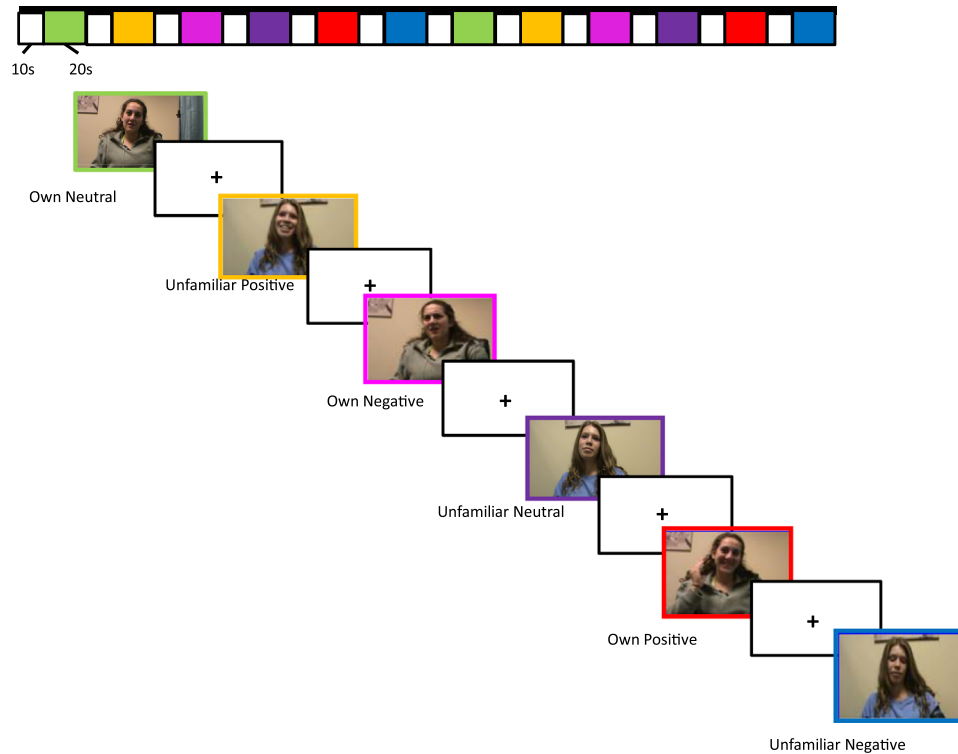 10s
20s
Own Neutral
+
Unfamiliar Positive
+
Own Negative
+
Unfamiliar Neutral
+
Own Positive
+
Unfamiliar Negative